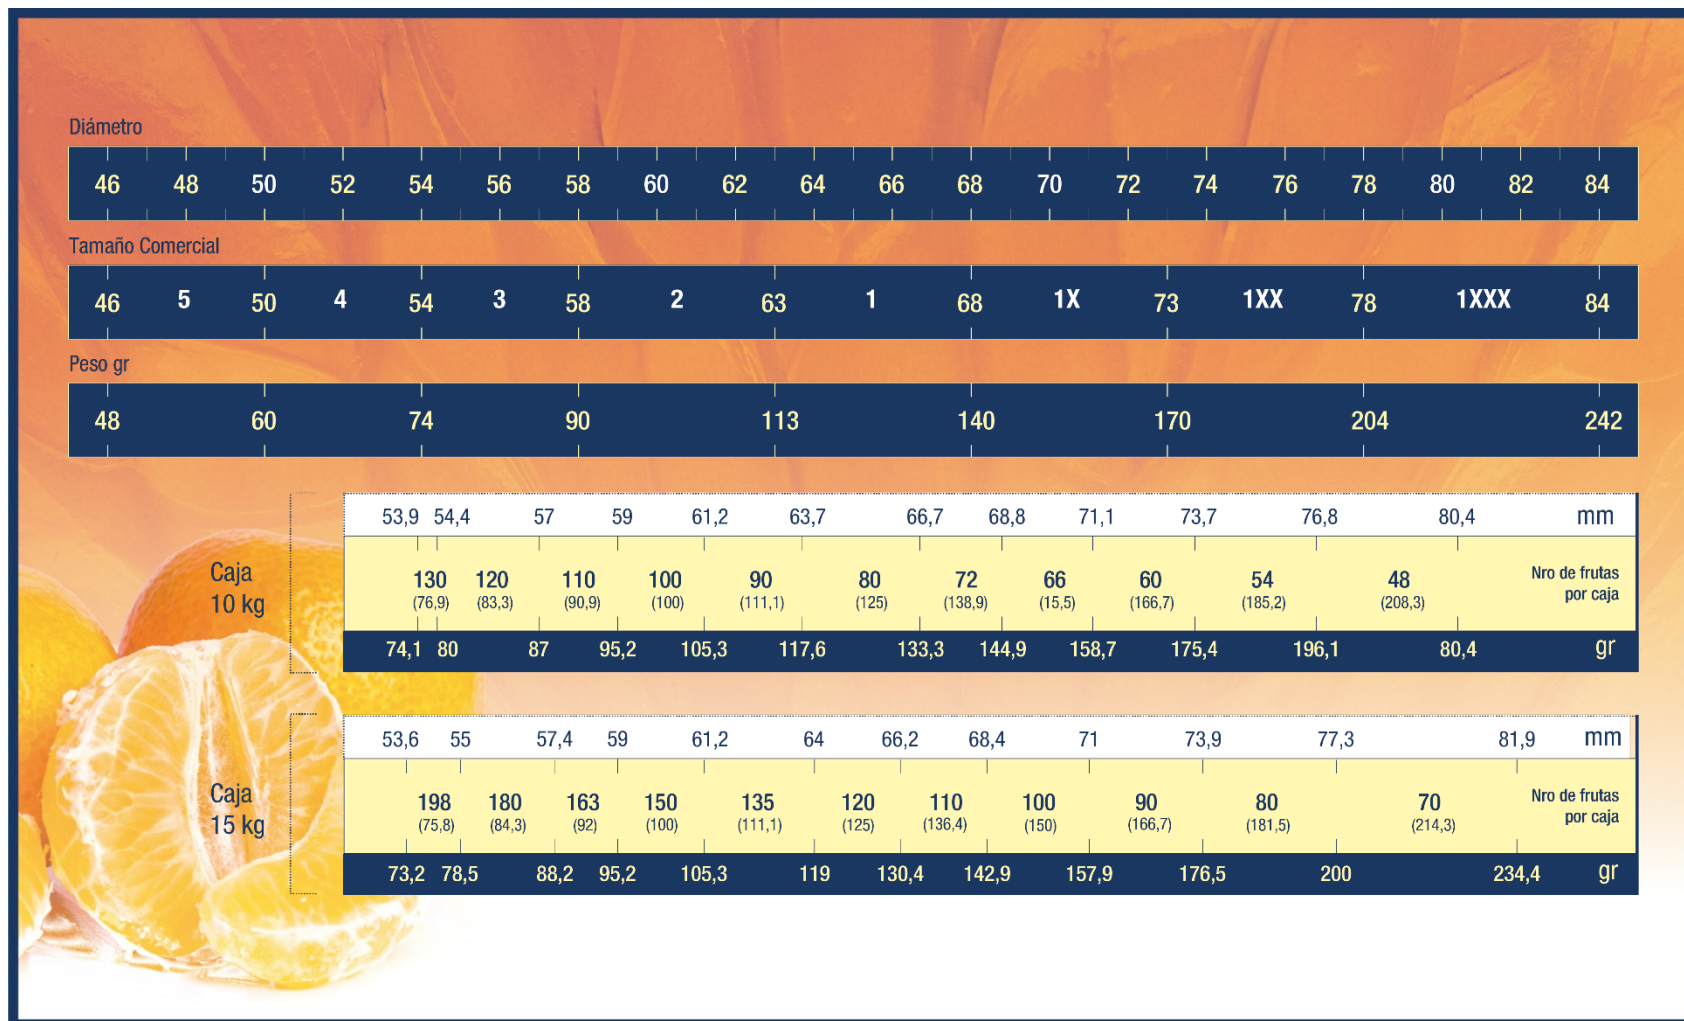 Diámetro
46 48 50 52 54 56 58 60 62 64 66 68 70 72 74 76 78 80 82 84
Tamaño Comercial
46 5 50 4 54 3 58 2 63 1 68 1X 73 1XX 78 1XXX 84
Peso gr
48 60 74 90 113 140 170 204 242
53,9 54,4 57 59 61,2 63,7 66,7 68,8 71,1 73,7 76,8 80,4 mm
Caja
10 kg
130 120 110 100 90 80 72 66 60 54 48
(76,9) (83,3) (90,9) (100) (111,1) (125) (138,9) (15,5) (166,7) (185,2) (208,3)
Nro de frutas
por caja
74,1 80 87 95,2 105,3 117,6 133,3 144,9 158,7 175,4 196,1 80,4 gr
53,6 55 57,4 59 61,2 64 66,2 68,4 71 73,9 77,3 81,9 mm
Caja
15 kg
198 180 163 150 135 120 110 100 90 80 70
(75,8) (84,3) (92) (100) (111,1) (125) (136,4) (150) (166,7) (181,5) (214,3)
Nro de frutas
por caja
73,2 78,5 88,2 95,2 105,3 119 130,4 142,9 157,9 176,5 200 234,4 gr